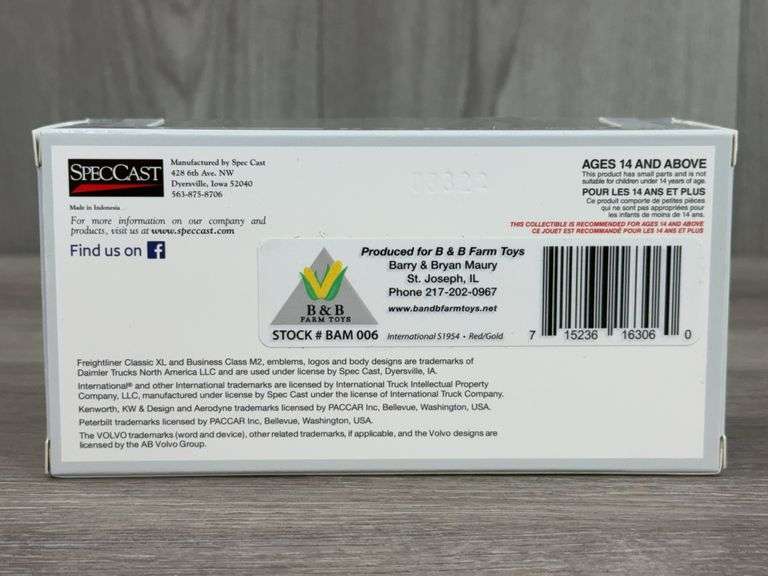 SPECCAST
Manufactured by Spec Cast
428 6th Ave. NW
Dyersville, Iowa 52040
563-875-8706
Made in Indonesia
For more information on our company and
products, visit us at www.speccast.com
Find us on f
AGES 14 AND ABOVE
This product has small parts and is not
suitable for children under 14 years of age.
POUR LES 14 ANS ET PLUS
Ce produit comporte de petites pièces
qui ne sont pas appropriées pour
les infants de moins de 14 ans.
THIS COLLECTIBLE IS RECOMMENDED FOR AGES 14 AND ABOVE
CE JOUET EST RECOMMANDÉ POUR LES 14 ANS ET PLUS
B & B
FARM TOYS
STOCK # BAM 006
Produced for B & B Farm Toys
Barry & Bryan Maury
St. Joseph, IL
Phone 217-202-0967
www.bandbfarmtoys.net
International S1954 • Red/Gold
7 15236 16306 0
Freightliner Classic XL and Business Class M2, emblems, logos and body designs are trademarks of
Daimler Trucks North America LLC and are used under license by Spec Cast, Dyersville, IA.
International® and other International trademarks are licensed by International Truck Intellectual Property
Company, LLC, manufactured under license by Spec Cast under the license of International Truck Company.
Kenworth, KW & Design and Aerodyne trademarks licensed by PACCAR Inc, Bellevue, Washington, USA.
Peterbilt trademarks licensed by PACCAR Inc, Bellevue, Washington, USA.
The VOLVO trademarks (word and device), other related trademarks, if applicable, and the Volvo designs are
licensed by the AB Volvo Group.